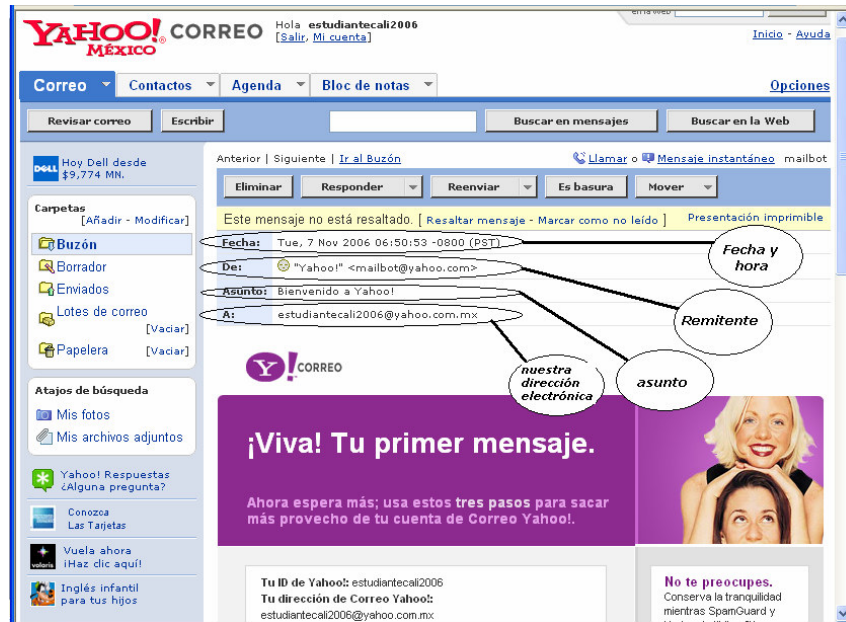 YAHOO! CORREO
MÉXICO
Hola estudiantecali2006
[Salir, Mi cuenta]
en la Web
Inicio - Ayuda
Correo Contactos Agenda Bloc de notas
Opciones
Revisar correo Escribir Buscar en mensajes Buscar en la Web
DELL Hoy Dell desde
$9,774 MN.
Carpetas
[Añadir - Modificar]
Buzón
Borrador
Enviados
Lotes de correo
[Vaciar]
Papelera [Vaciar]
Atajos de búsqueda
Mis fotos
Mis archivos adjuntos
Yahoo! Respuestas
¿Alguna pregunta?
Conozca
Las Tarjetas
volaris Vuela ahora
¡Haz clic aquí!
Inglés infantil
para tus hijos
Anterior | Siguiente | Ir al Buzón
Llamar o Mensaje instantáneo mailbot
Eliminar Responder Reenviar Es basura Mover
Este mensaje no está resaltado. [ Resaltar mensaje - Marcar como no leído ] Presentación imprimible
Fecha: Tue, 7 Nov 2006 06:50:53 -0800 (PST)
De: "Yahoo!" <mailbot@yahoo.com>
Asunto: Bienvenido a Yahoo!
A: estudiantecali2006@yahoo.com.mx
Fecha y
hora
Remitente
asunto
nuestra
dirección
electrónica
Y! CORREO
¡Viva! Tu primer mensaje.
Ahora espera más; usa estos tres pasos para sacar
más provecho de tu cuenta de Correo Yahoo!.
Tu ID de Yahoo!: estudiantecali2006
Tu dirección de Correo Yahoo!:
estudiantecali2006@yahoo.com.mx
No te preocupes.
Conserva la tranquilidad
mientras SpamGuard y